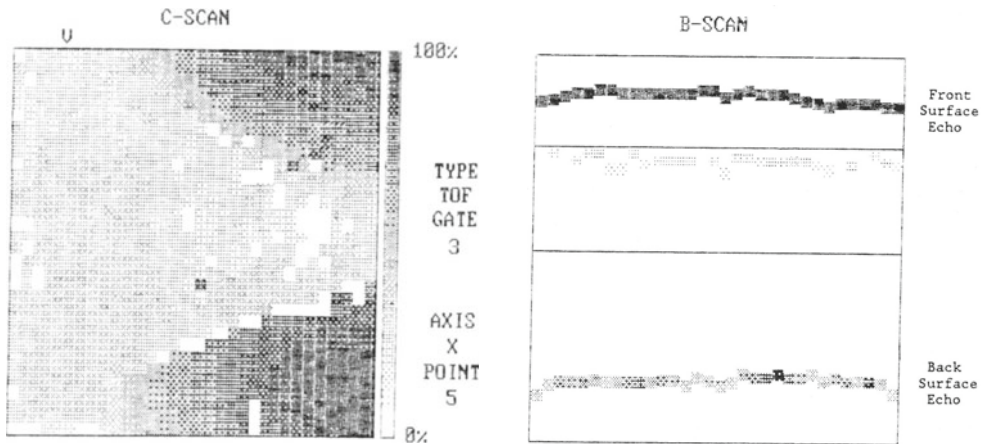 C-SCAN
V
100%
TYPE
TOF
GATE
3
AXIS
X
POINT
5
0%
B-SCAN
Front
Surface
Echo
Back
Surface
Echo